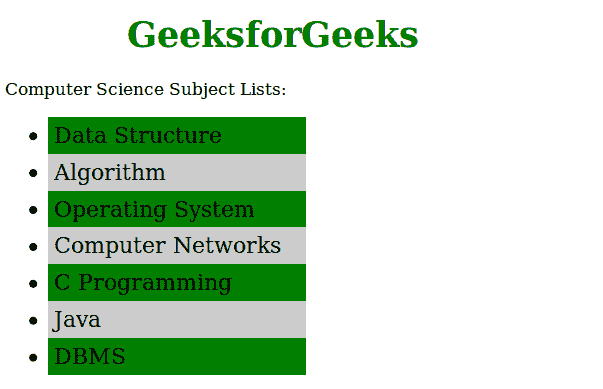 GeeksforGeeks
Computer Science Subject Lists:
Data Structure
Algorithm
Operating System
Computer Networks
C Programming
Java
DBMS